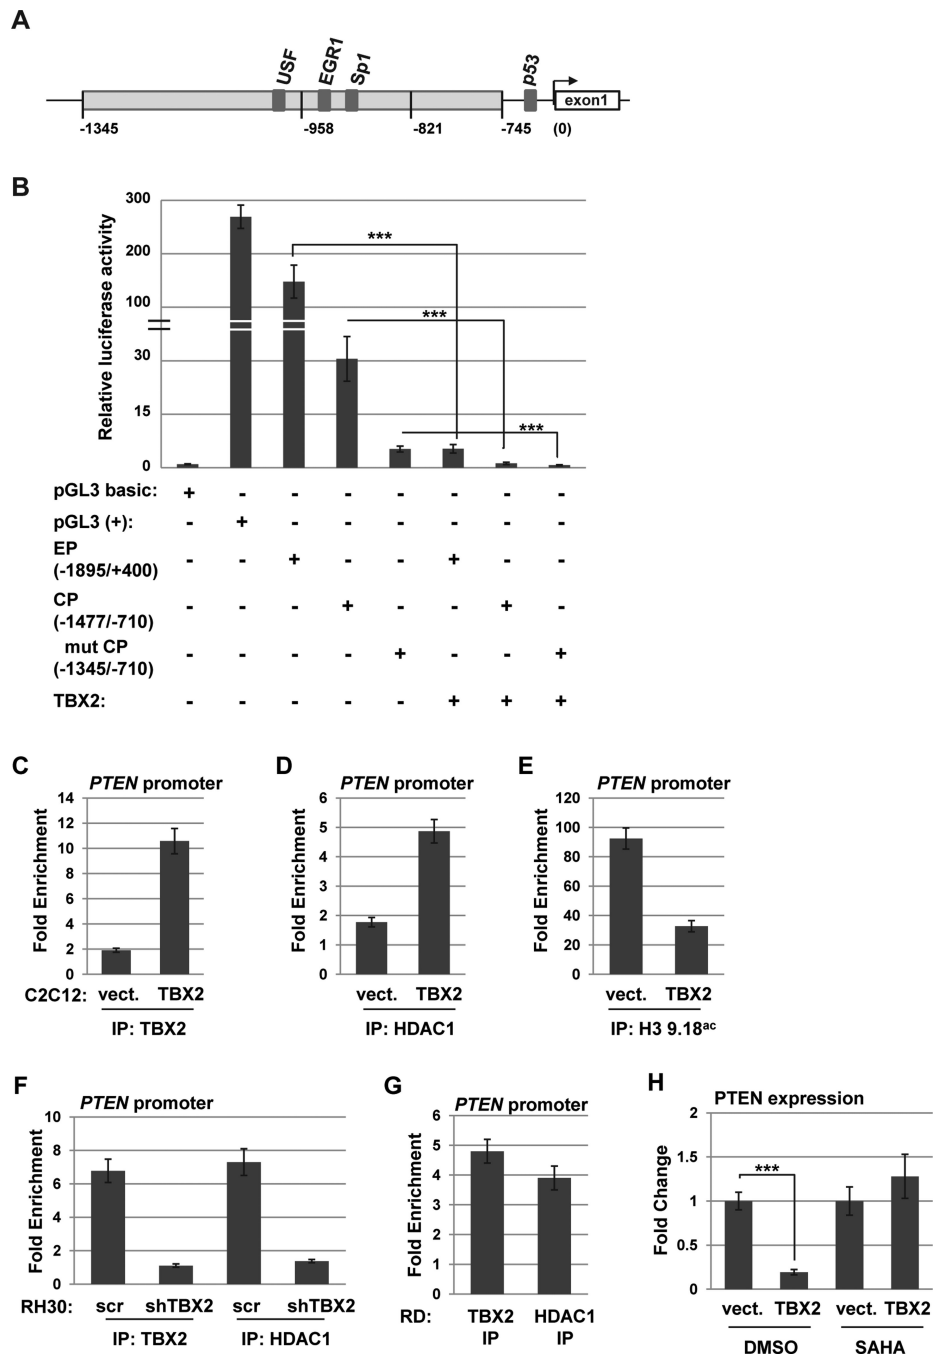 A
USF
EGR1
Sp1
p53
exon1
-1345
-958
-821
-745
(0)
B
Relative luciferase activity
300
200
100
30
15
0
***
***
***
pGL3 basic: + - - - - - - -
pGL3 (+): - + - - - - - -
EP
(-1895/+400) - - + - - + - -
CP
(-1477/-710) - - - + - - + -
mut CP
(-1345/-710) - - - - + - - +
TBX2: - - - - - + + +
C
PTEN promoter
Fold Enrichment
14
12
10
8
6
4
2
0
C2C12: vect. TBX2
IP: TBX2
D
PTEN promoter
Fold Enrichment
6
5
4
3
2
1
0
vect. TBX2
IP: HDAC1
E
PTEN promoter
Fold Enrichment
120
100
80
60
40
20
0
vect. TBX2
IP: H3 9.18ac
F
PTEN promoter
Fold Enrichment
10
8
6
4
2
0
RH30: scr shTBX2 scr shTBX2
IP: TBX2 IP: HDAC1
G
PTEN promoter
Fold Enrichment
6
5
4
3
2
1
0
RD: TBX2 HDAC1
IP IP
H
PTEN expression
Fold Change
2
1.5
1
0.5
0
***
vect. TBX2 vect. TBX2
DMSO SAHA